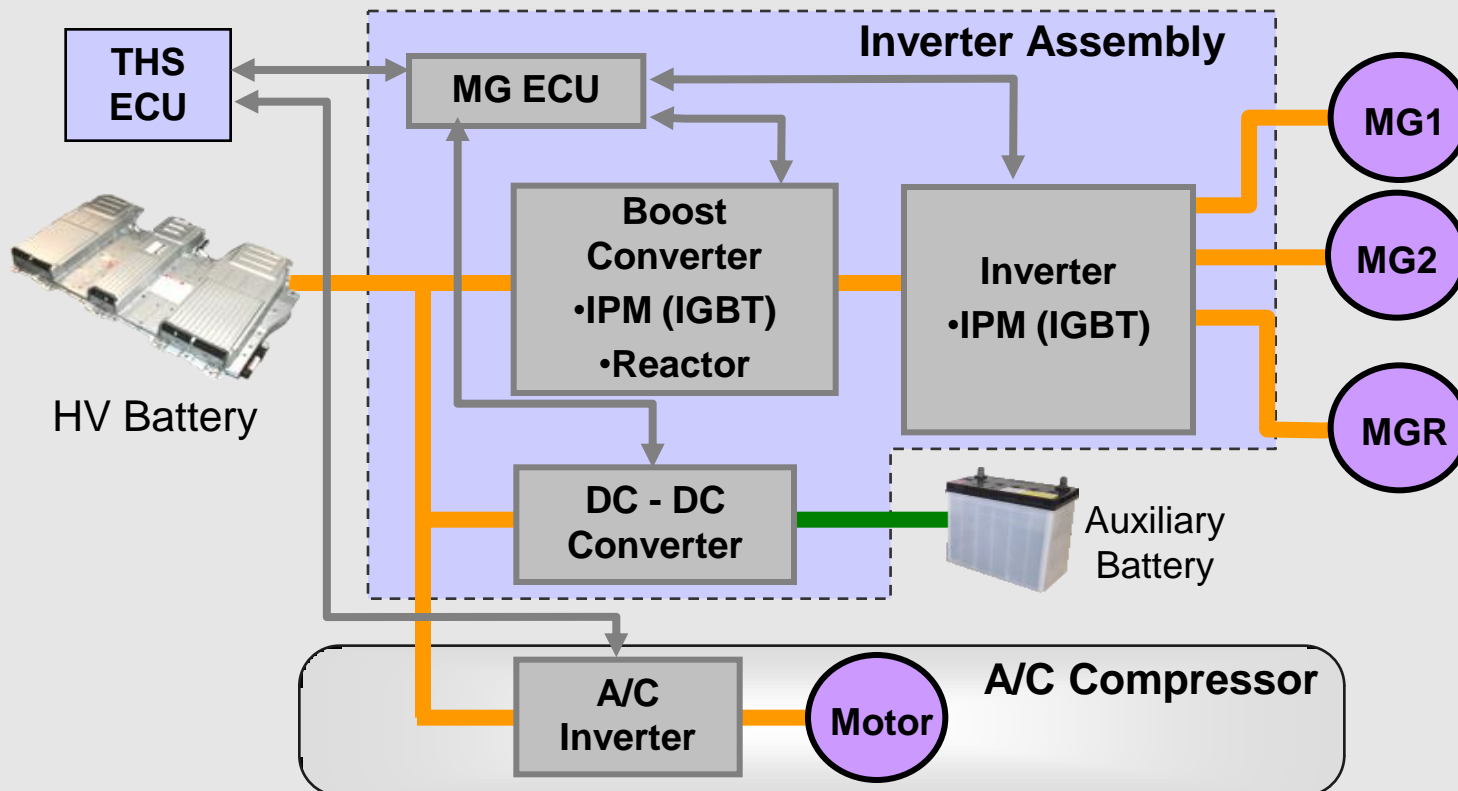 Inverter Assembly
THS
ECU
MG ECU
MG1
Boost
Converter
•IPM (IGBT)
•Reactor
Inverter
•IPM (IGBT)
MG2
HV Battery
MGR
DC - DC
Converter
Auxiliary
Battery
A/C Compressor
A/C
Inverter
Motor